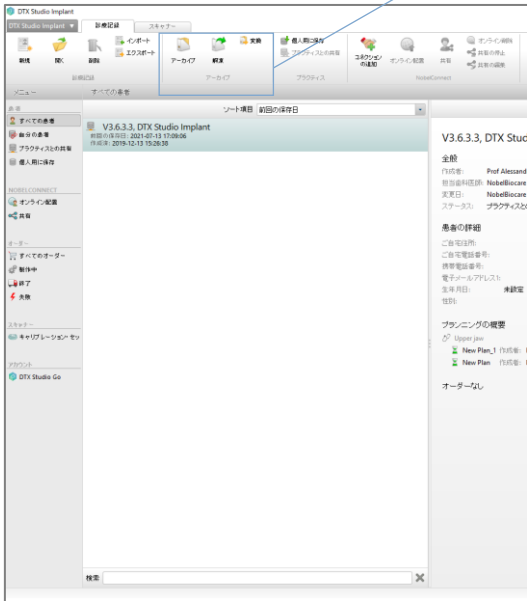 DTX Studio Implant
DTX Studio Implant ▼
診療記録
スキャナー
新規
開く
削除
インポート
エクスポート
アーカイブ
解凍
変換
個人用に保存
プラクティスとの共有
コネクション
の追加
オンライン配置
共有
オンライン解除
共有の停止
共有の編集
診療記録
アーカイブ
プラクティス
NobelConnect
メニュー
すべての患者
患者
すべての患者
自分の患者
プラクティスとの共有
個人用に保存
NOBELCONNECT
オンライン配置
共有
オーダー
すべてのオーダー
製作中
終了
失敗
スキャナー
キャリブレーションセッ
アカウント
DTX Studio Go
ソート項目 前回の保存日
V3.6.3.3, DTX Studio Implant
前回の保存日: 2021-07-13 17:09:06
作成済: 2019-12-13 15:26:38
検索
V3.6.3.3, DTX Stud
全般
作成者: Prof Alessand
担当歯科医師: NobelBiocare
変更日: NobelBiocare
ステータス: プラクティスと
患者の詳細
ご自宅住所:
ご自宅電話番号:
携帯電話番号:
電子メールアドレス1:
生年月日: 未設定
性別:
プランニングの概要
Upper jaw
New Plan_1 作成者:
New Plan 作成者:
オーダーなし